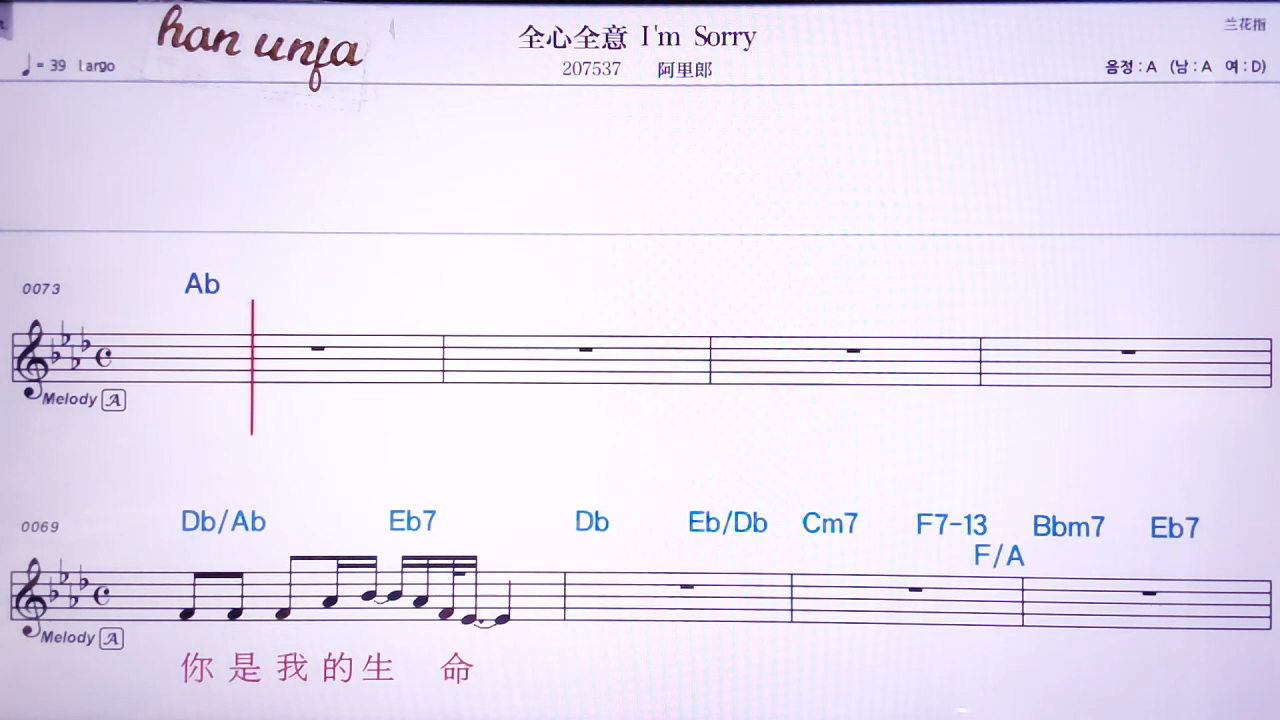 han unfa
全心全意 I'm Sorry
兰花指
♩= 39 Largo
207537 阿里郎
음정 : A (남 : A 여 : D)
0073
Ab
Melody A
0069
Db/Ab Eb7 Db Eb/Db Cm7 F7-13 Bbm7 Eb7
F/A
Melody A
你 是 我 的 生 命